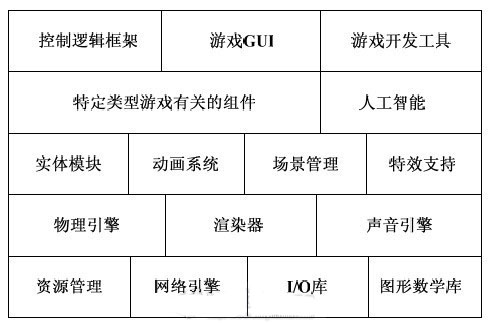 控制逻辑框架 游戏GUI 游戏开发工具
特定类型游戏有关的组件 人工智能
实体模块 动画系统 场景管理 特效支持
物理引擎 渲染器 声音引擎
资源管理 网络引擎 I/O库 图形数学库